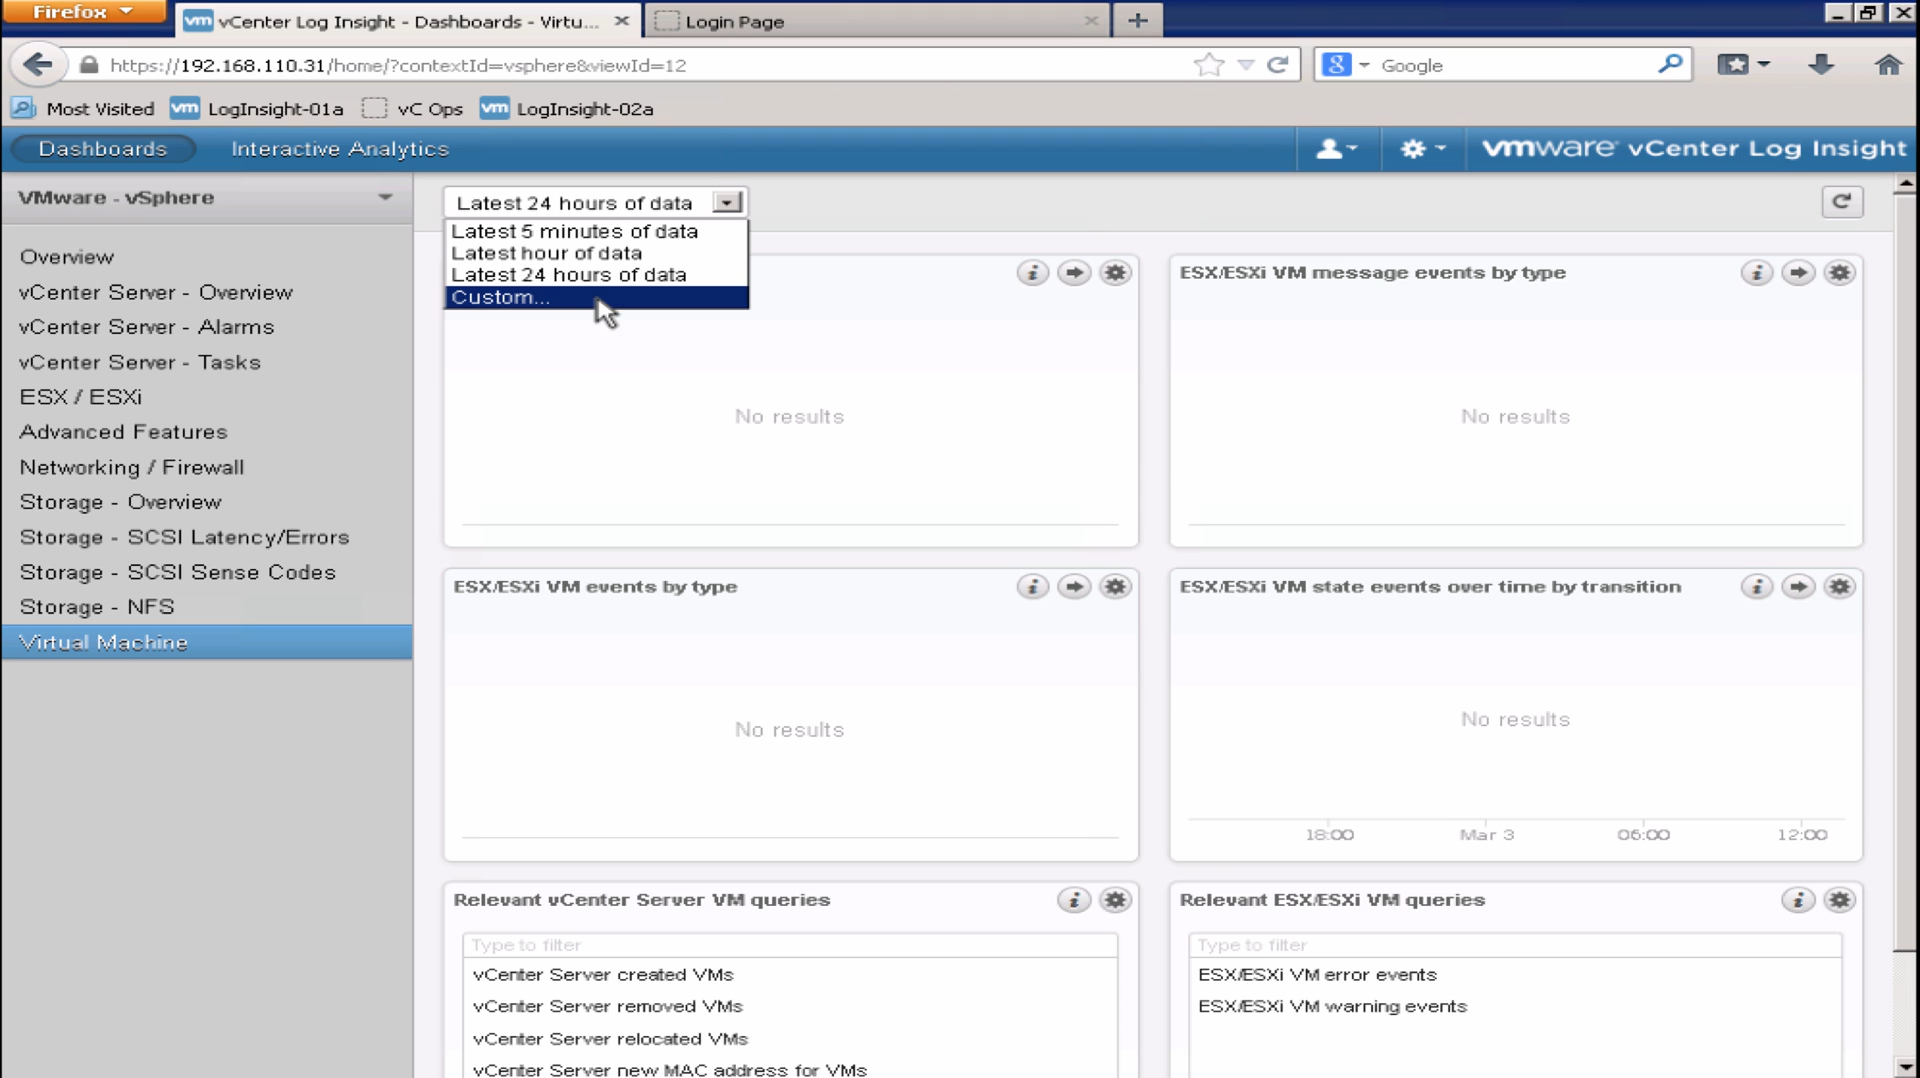 Firefox
vCenter Log Insight - Dashboards - Virtu...
Login Page
https://192.168.110.31/home/?contextId=vsphere&viewId=12
Google
Most Visited
LogInsight-01a
vC Ops
LogInsight-02a
Dashboards
Interactive Analytics
vmware vCenter Log Insight
VMware - vSphere
Latest 24 hours of data
Latest 5 minutes of data
Latest hour of data
Latest 24 hours of data
Custom...
Overview
vCenter Server - Overview
vCenter Server - Alarms
vCenter Server - Tasks
ESX / ESXi
Advanced Features
Networking / Firewall
Storage - Overview
Storage - SCSI Latency/Errors
Storage - SCSI Sense Codes
Storage - NFS
Virtual Machine
No results
ESX/ESXi VM message events by type
No results
ESX/ESXi VM events by type
No results
ESX/ESXi VM state events over time by transition
No results
18:00
Mar 3
06:00
12:00
Relevant vCenter Server VM queries
Type to filter
vCenter Server created VMs
vCenter Server removed VMs
vCenter Server relocated VMs
vCenter Server new MAC address for VMs
Relevant ESX/ESXi VM queries
Type to filter
ESX/ESXi VM error events
ESX/ESXi VM warning events